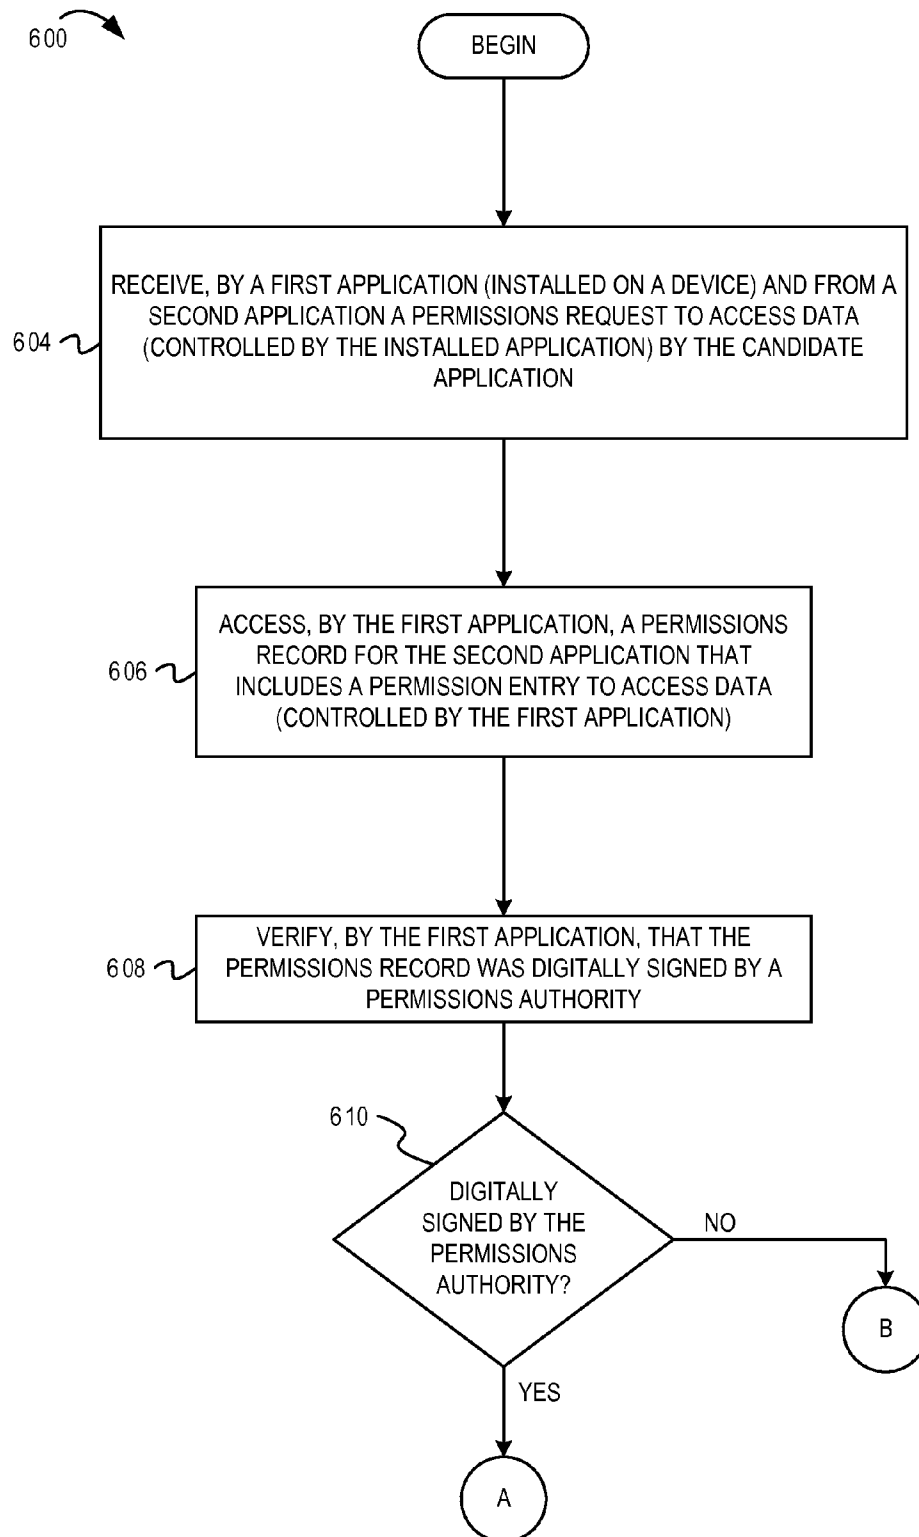 600
BEGIN
RECEIVE, BY A FIRST APPLICATION (INSTALLED ON A DEVICE) AND FROM A
SECOND APPLICATION A PERMISSIONS REQUEST TO ACCESS DATA
(CONTROLLED BY THE INSTALLED APPLICATION) BY THE CANDIDATE
APPLICATION
604
ACCESS, BY THE FIRST APPLICATION, A PERMISSIONS
RECORD FOR THE SECOND APPLICATION THAT
INCLUDES A PERMISSION ENTRY TO ACCESS DATA
(CONTROLLED BY THE FIRST APPLICATION)
606
VERIFY, BY THE FIRST APPLICATION, THAT THE
PERMISSIONS RECORD WAS DIGITALLY SIGNED BY A
PERMISSIONS AUTHORITY
608
610
DIGITALLY
SIGNED BY THE
PERMISSIONS
AUTHORITY?
NO
B
YES
A